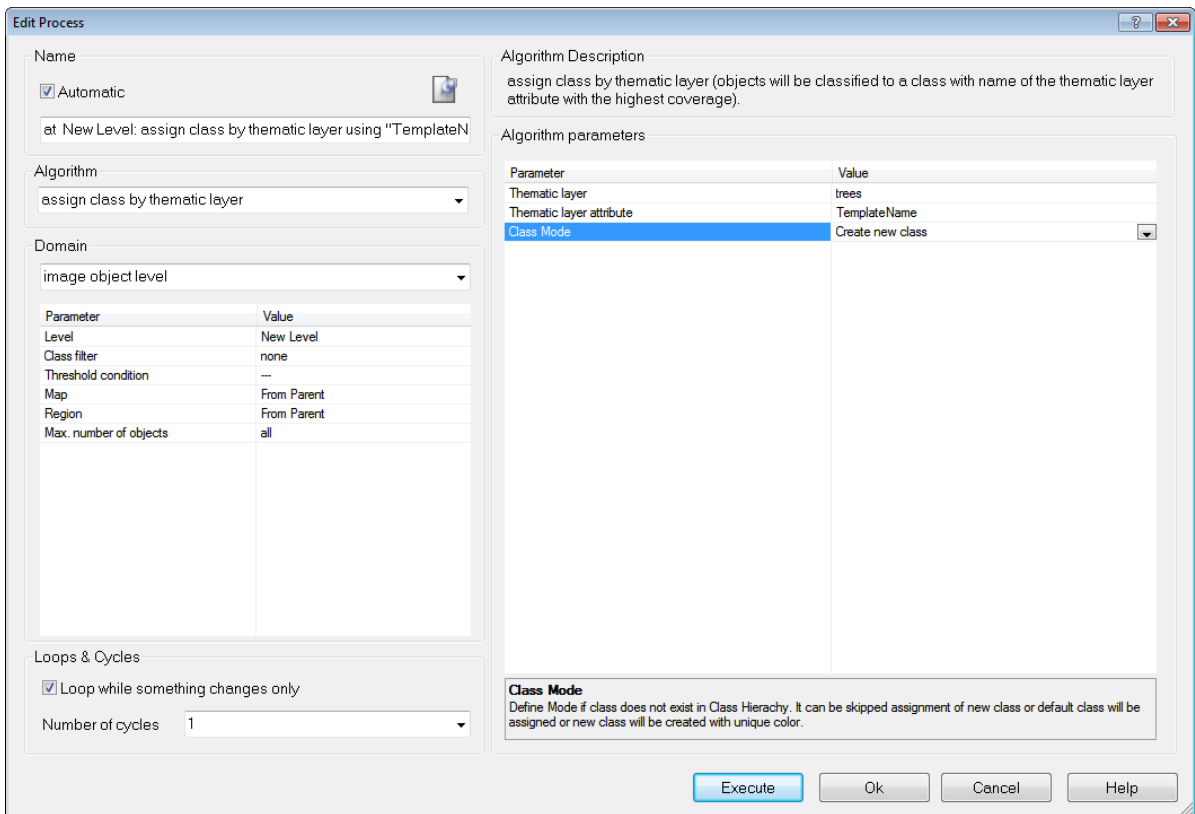 Edit Process
Name
Automatic
at New Level: assign class by thematic layer using "TemplateN
Algorithm
assign class by thematic layer
Domain
image object level
Parameter Value
Level New Level
Class filter none
Threshold condition ---
Map From Parent
Region From Parent
Max. number of objects all
Loops & Cycles
Loop while something changes only
Number of cycles 1
Algorithm Description
assign class by thematic layer (objects will be classified to a class with name of the thematic layer
attribute with the highest coverage).
Algorithm parameters
Parameter Value
Thematic layer trees
Thematic layer attribute TemplateName
Class Mode Create new class
Class Mode
Define Mode if class does not exist in Class Hierachy. It can be skipped assignment of new class or default class will be
assigned or new class will be created with unique color.
Execute Ok Cancel Help